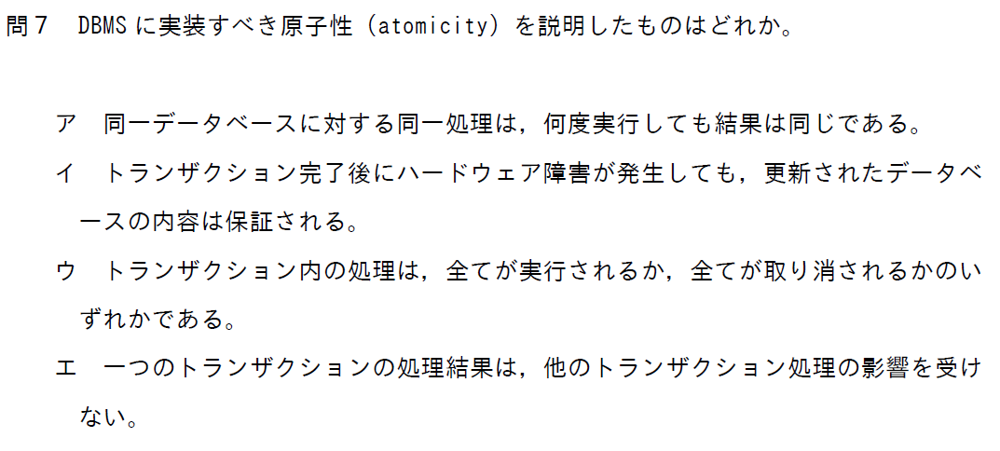 問７　DBMS に実装すべき原子性（atomicity）を説明したものはどれか。
ア　同一データベースに対する同一処理は，何度実行しても結果は同じである。
イ　トランザクション完了後にハードウェア障害が発生しても，更新されたデータベ
ースの内容は保証される。
ウ　トランザクション内の処理は，全てが実行されるか，全てが取り消されるかのい
ずれかである。
エ　一つのトランザクションの処理結果は，他のトランザクション処理の影響を受け
ない。